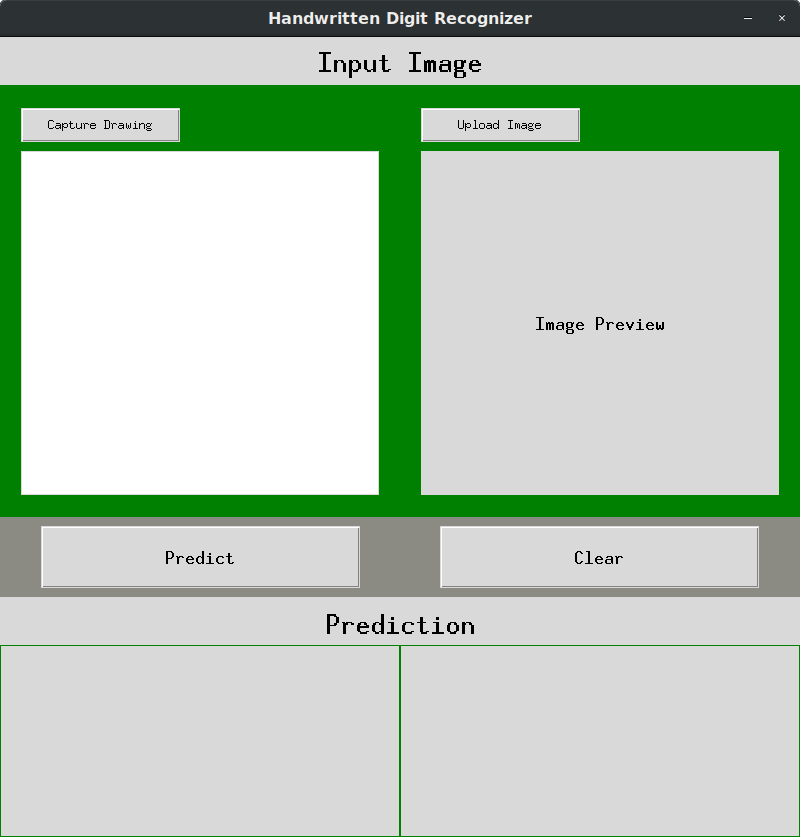 Handwritten Digit Recognizer
Input Image
Capture Drawing
Upload Image
Image Preview
Predict
Clear
Prediction